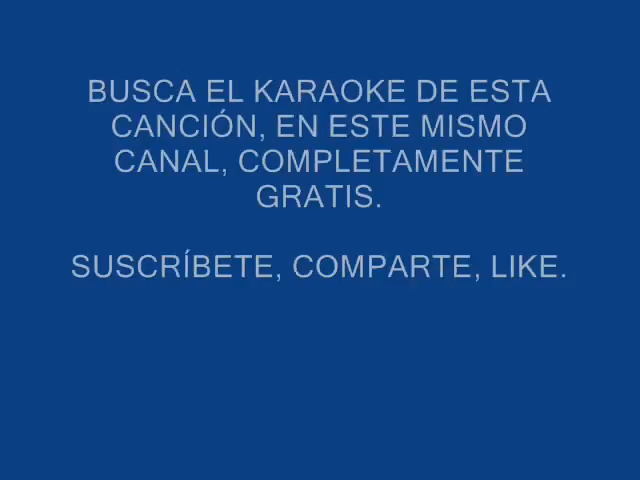 BUSCA EL KARAOKE DE ESTA
CANCIÓN, EN ESTE MISMO
CANAL, COMPLETAMENTE
GRATIS.
SUSCRÍBETE, COMPARTE, LIKE.